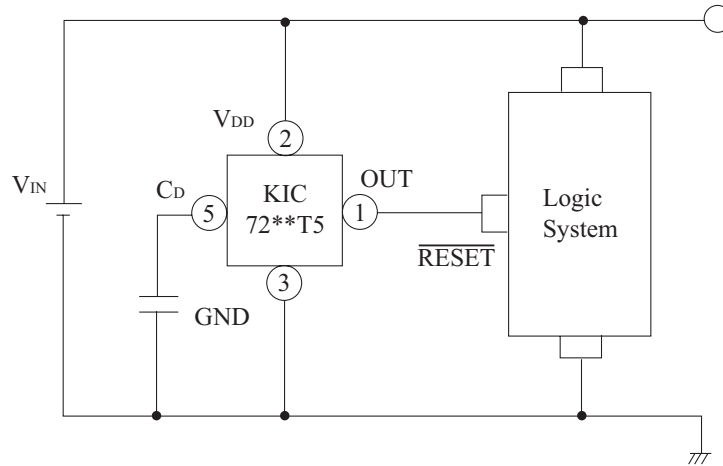 VDD
2
VIN
CD
5
KIC
72**T5
OUT
1
RESET
Logic
System
3
GND